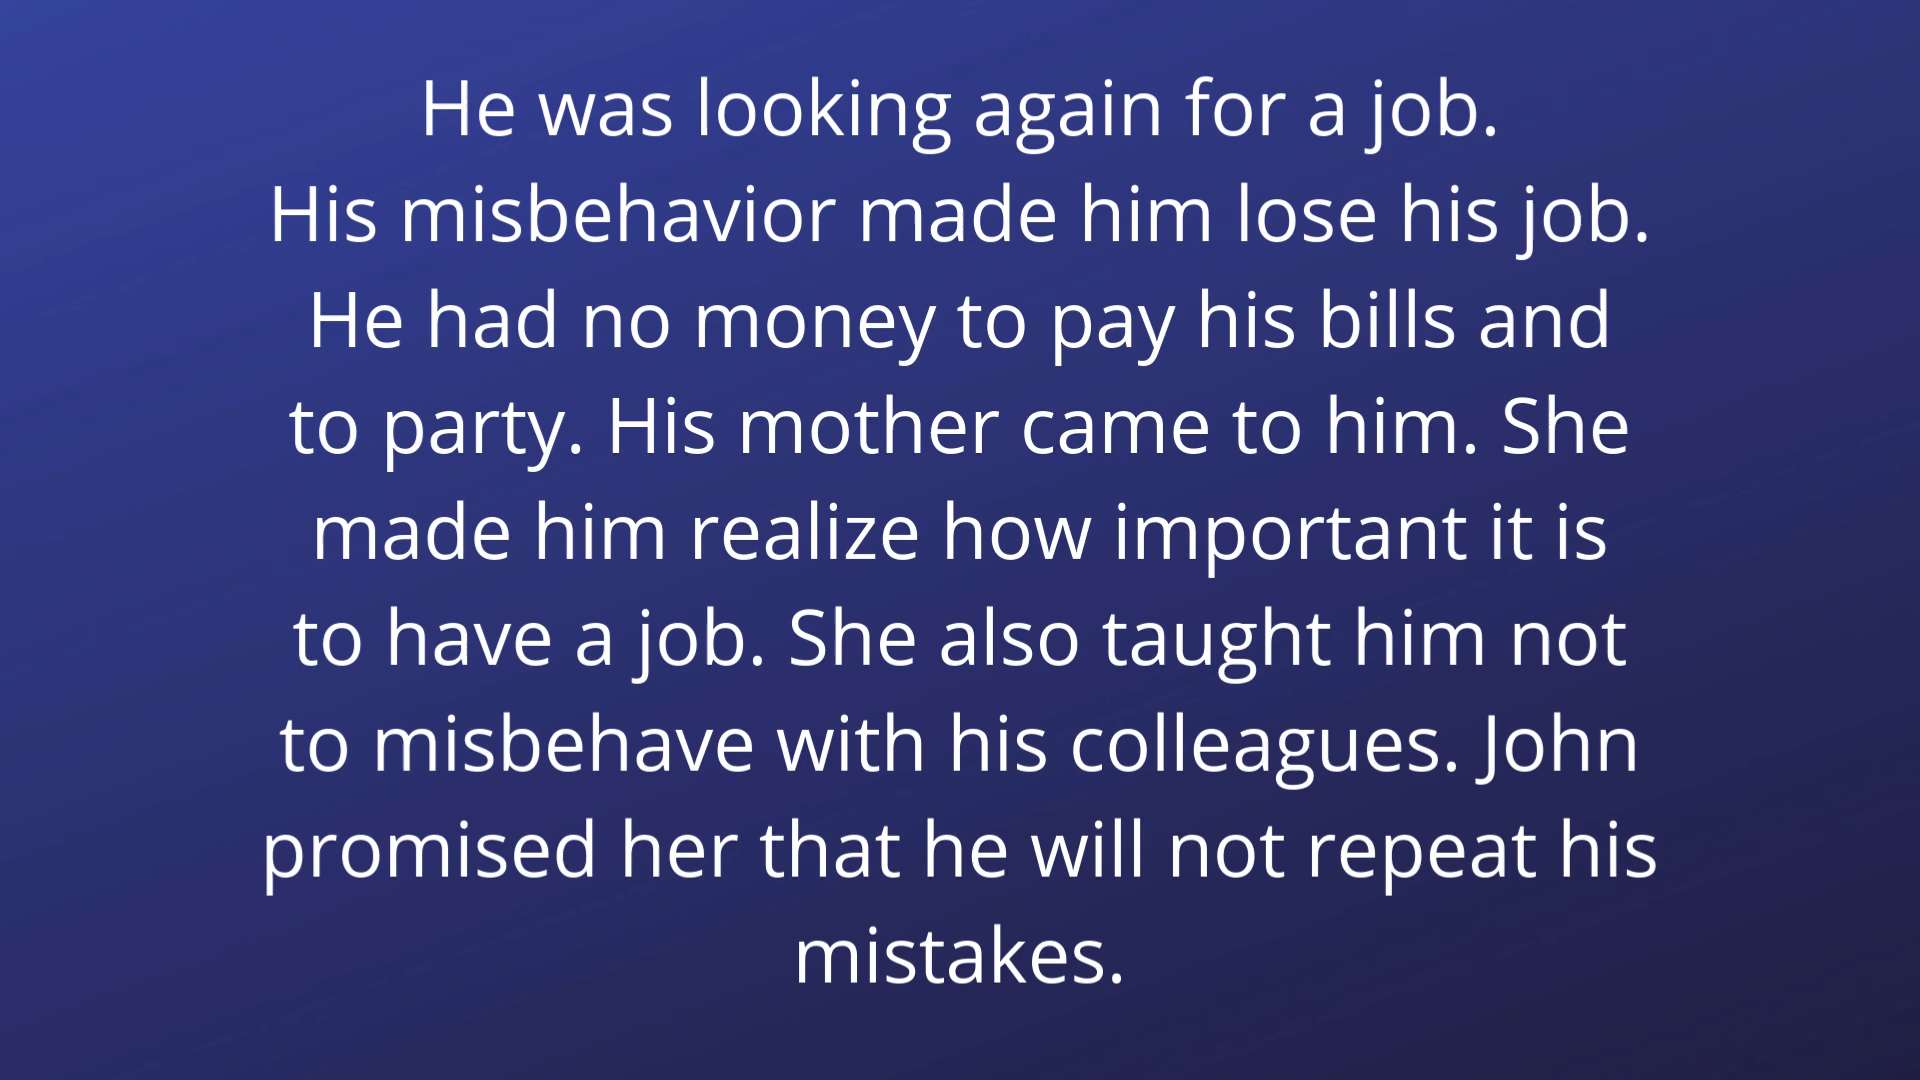 He was looking again for a job.
His misbehavior made him lose his job.
He had no money to pay his bills and
to party. His mother came to him. She
made him realize how important it is
to have a job. She also taught him not
to misbehave with his colleagues. John
promised her that he will not repeat his
mistakes.